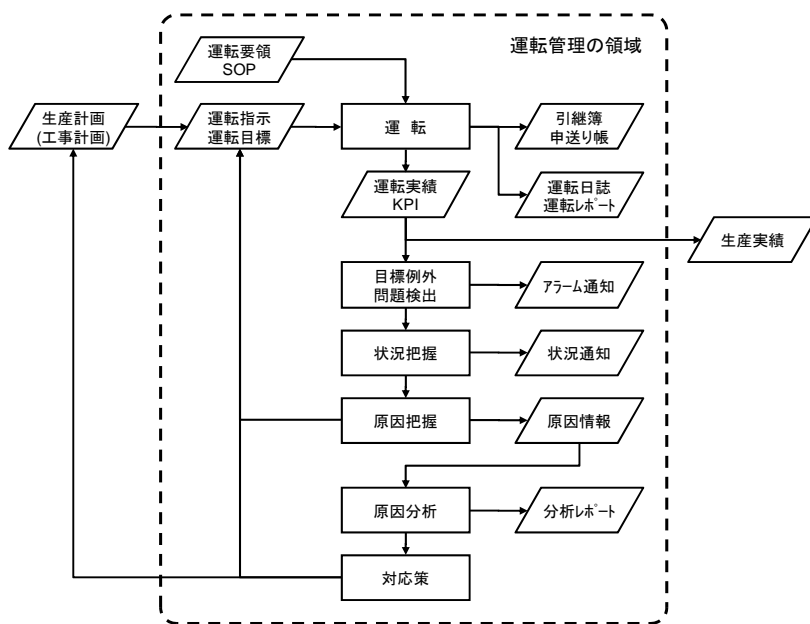 運転管理の領域
運転要領
SOP
生産計画
(工事計画)
運転指示
運転目標
運 転
引継簿
申送り帳
運転実績
KPI
運転日誌
運転ﾚﾎﾟｰﾄ
生産実績
目標例外
問題検出
ｱﾗｰﾑ通知
状況把握
状況通知
原因把握
原因情報
原因分析
分析ﾚﾎﾟｰﾄ
対応策